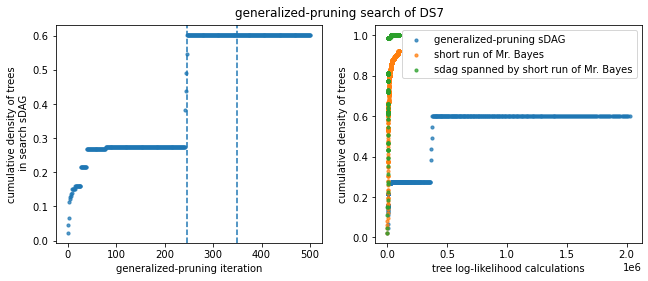 generalized-pruning search of DS7
cumulative density of trees
in search sDAG
0.6
0.5
0.4
0.3
0.2
0.1
0.0
0
100
200
300
400
500
generalized-pruning iteration
cumulative density of trees
1.0
0.8
0.6
0.4
0.2
0.0
generalized-pruning sDAG
short run of Mr. Bayes
sdag spanned by short run of Mr. Bayes
0.0
0.5
1.0
1.5
2.0
1e6
tree log-likelihood calculations